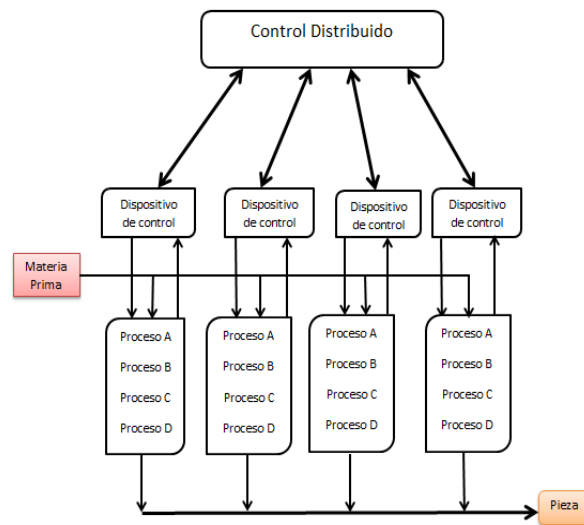 Control Distribuido
Dispositivo
de control
Dispositivo
de control
Dispositivo
de control
Dispositivo
de control
Materia
Prima
Proceso A
Proceso B
Proceso C
Proceso D
Proceso A
Proceso B
Proceso C
Proceso D
Proceso A
Proceso B
Proceso C
Proceso D
Proceso A
Proceso B
Proceso C
Proceso D
Pieza